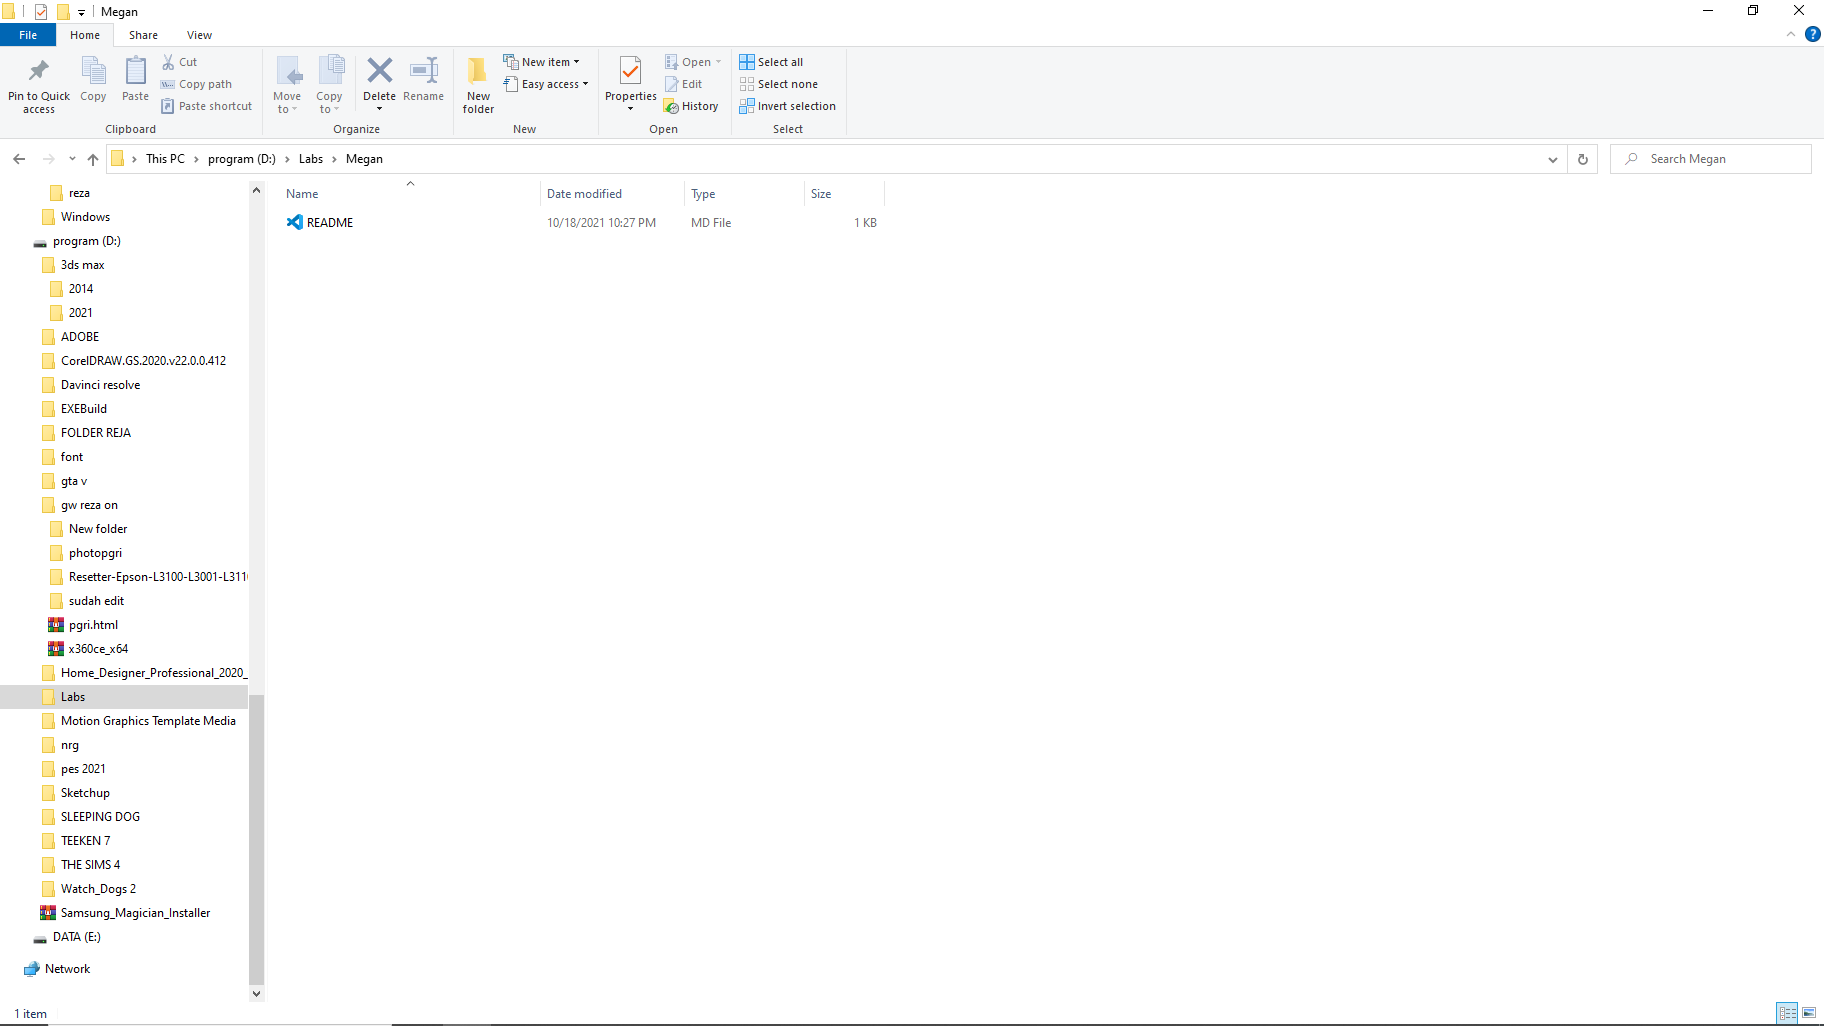 Megan
File Home Share View
Pin to Quick access
Copy
Paste
Cut
Copy path
Paste shortcut
Clipboard
Move to
Copy to
Delete
Rename
Organize
New folder
New item
Easy access
New
Properties
Open
Edit
History
Open
Select all
Select none
Invert selection
Select
This PC program (D:) Labs Megan
Search Megan
reza
Windows
program (D:)
3ds max
2014
2021
ADOBE
CorelDRAW.GS.2020.v22.0.0.412
Davinci resolve
EXEBuild
FOLDER REJA
font
gta v
gw reza on
New folder
photopgri
Resetter-Epson-L3100-L3001-L311
sudah edit
pgri.html
x360ce_x64
Home_Designer_Professional_2020_
Labs
Motion Graphics Template Media
nrg
pes 2021
Sketchup
SLEEPING DOG
TEEKEN 7
THE SIMS 4
Watch_Dogs 2
Samsung_Magician_Installer
DATA (E:)
Network
Name Date modified Type Size
README 10/18/2021 10:27 PM MD File 1 KB
1 item